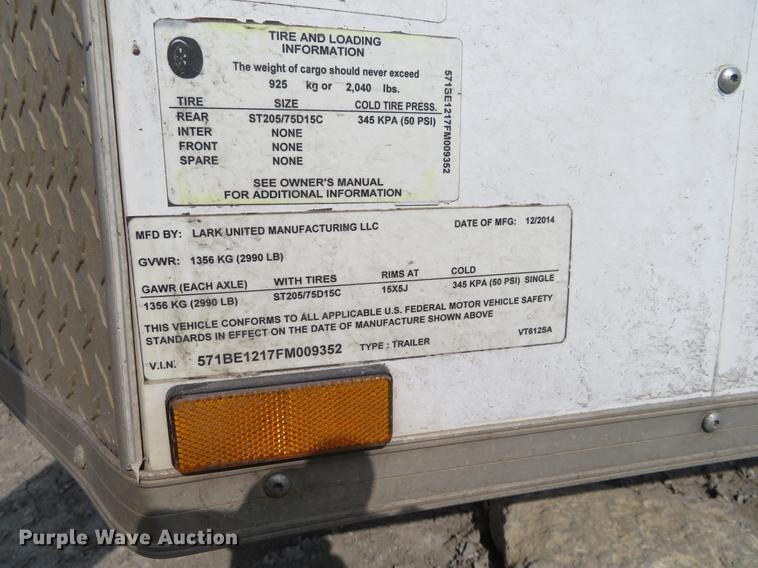 TIRE AND LOADING
INFORMATION
The weight of cargo should never exceed
925 kg or 2,040 lbs.
TIRE SIZE COLD TIRE PRESS.
REAR ST205/75D15C 345 KPA (50 PSI)
INTER NONE
FRONT NONE
SPARE NONE
SEE OWNER'S MANUAL
FOR ADDITIONAL INFORMATION
571BE1217FM009352
MFD BY: LARK UNITED MANUFACTURING LLC DATE OF MFG: 12/2014
GVWR: 1356 KG (2990 LB)
GAWR (EACH AXLE) WITH TIRES RIMS AT COLD
1356 KG (2990 LB) ST205/75D15C 15X5J 345 KPA (50 PSI) SINGLE
THIS VEHICLE CONFORMS TO ALL APPLICABLE U.S. FEDERAL MOTOR VEHICLE SAFETY
STANDARDS IN EFFECT ON THE DATE OF MANUFACTURE SHOWN ABOVE
V.I.N: 571BE1217FM009352 TYPE : TRAILER VT612SA
Purple Wave Auction